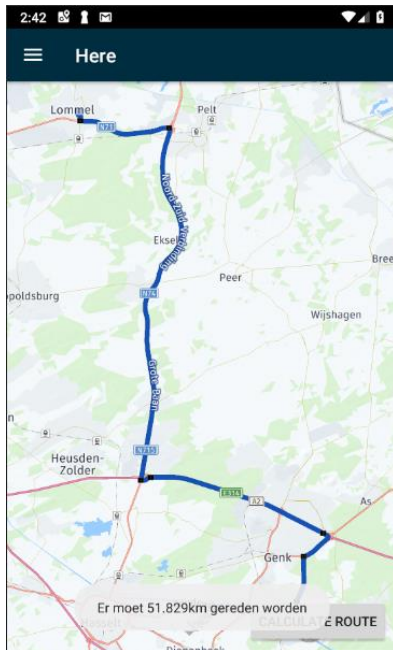 2:42
Here
Lommel
Pelt
N71
Noord-Zuid Verbinding
Eksel
Bree
Peer
N74
Wijshagen
Grote Baan
N715
Heusden-
Zolder
E314
A2
As
Genk
Er moet 51.829km gereden worden
CALCULATE ROUTE